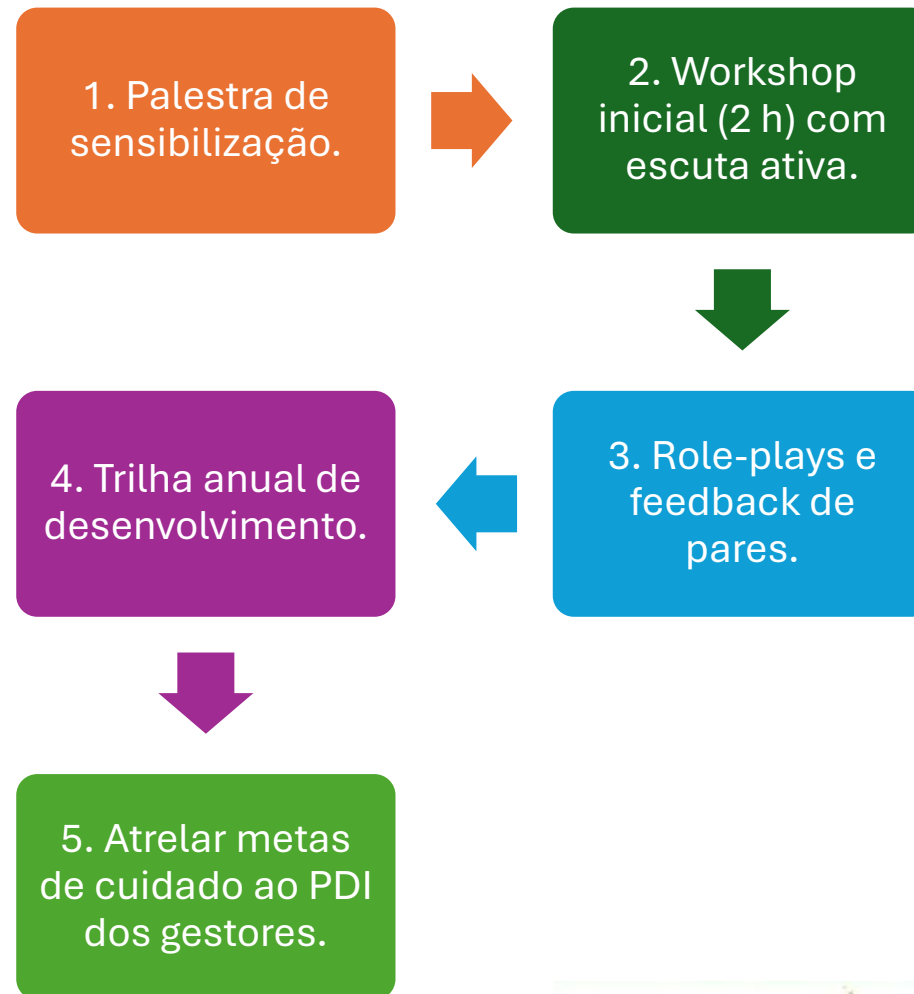 1. Palestra de
sensibilização.
2. Workshop
inicial (2 h) com
escuta ativa.
3. Role-plays e
feedback de
pares.
4. Trilha anual de
desenvolvimento.
5. Atrelar metas
de cuidado ao PDI
dos gestores.